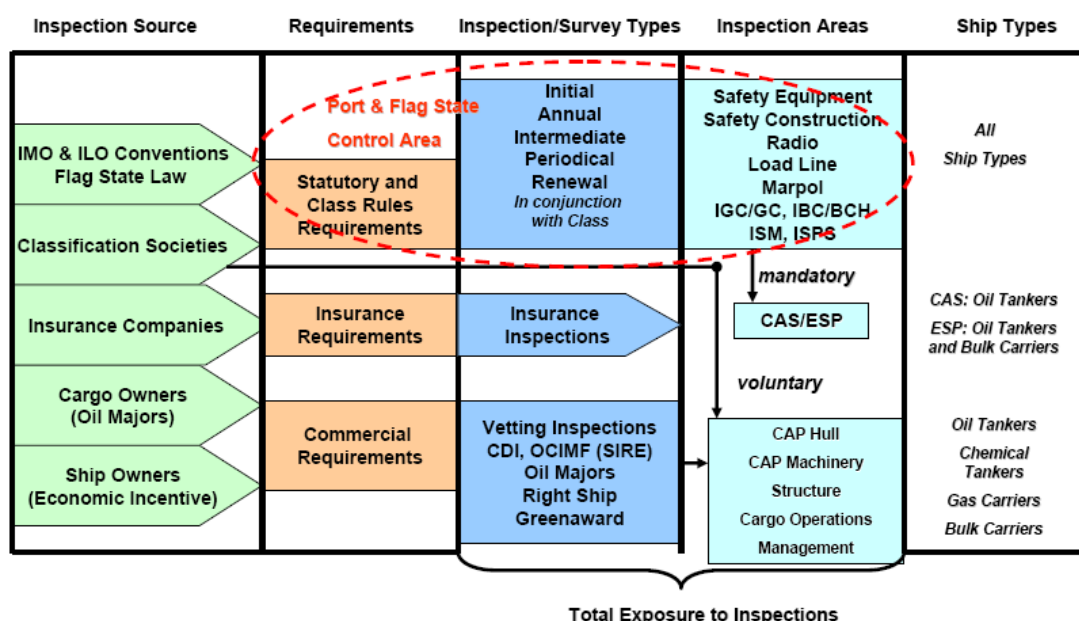 Inspection Source
Requirements
Inspection/Survey Types
Inspection Areas
Ship Types
IMO & ILO Conventions
Flag State Law
Classification Societies
Insurance Companies
Cargo Owners
(Oil Majors)
Ship Owners
(Economic Incentive)
Port & Flag State
Control Area
Statutory and
Class Rules
Requirements
Insurance
Requirements
Commercial
Requirements
Initial
Annual
Intermediate
Periodical
Renewal
In conjunction
with Class
Insurance
Inspections
Vetting Inspections
CDI, OCIMF (SIRE)
Oil Majors
Right Ship
Greenaward
Safety Equipment
Safety Construction
Radio
Load Line
Marpol
IGC/GC, IBC/BCH
ISM, ISPS
mandatory
CAS/ESP
voluntary
CAP Hull
CAP Machinery
Structure
Cargo Operations
Management
All
Ship Types
CAS: Oil Tankers
ESP: Oil Tankers
and Bulk Carriers
Oil Tankers
Chemical
Tankers
Gas Carriers
Bulk Carriers
Total Exposure to Inspections